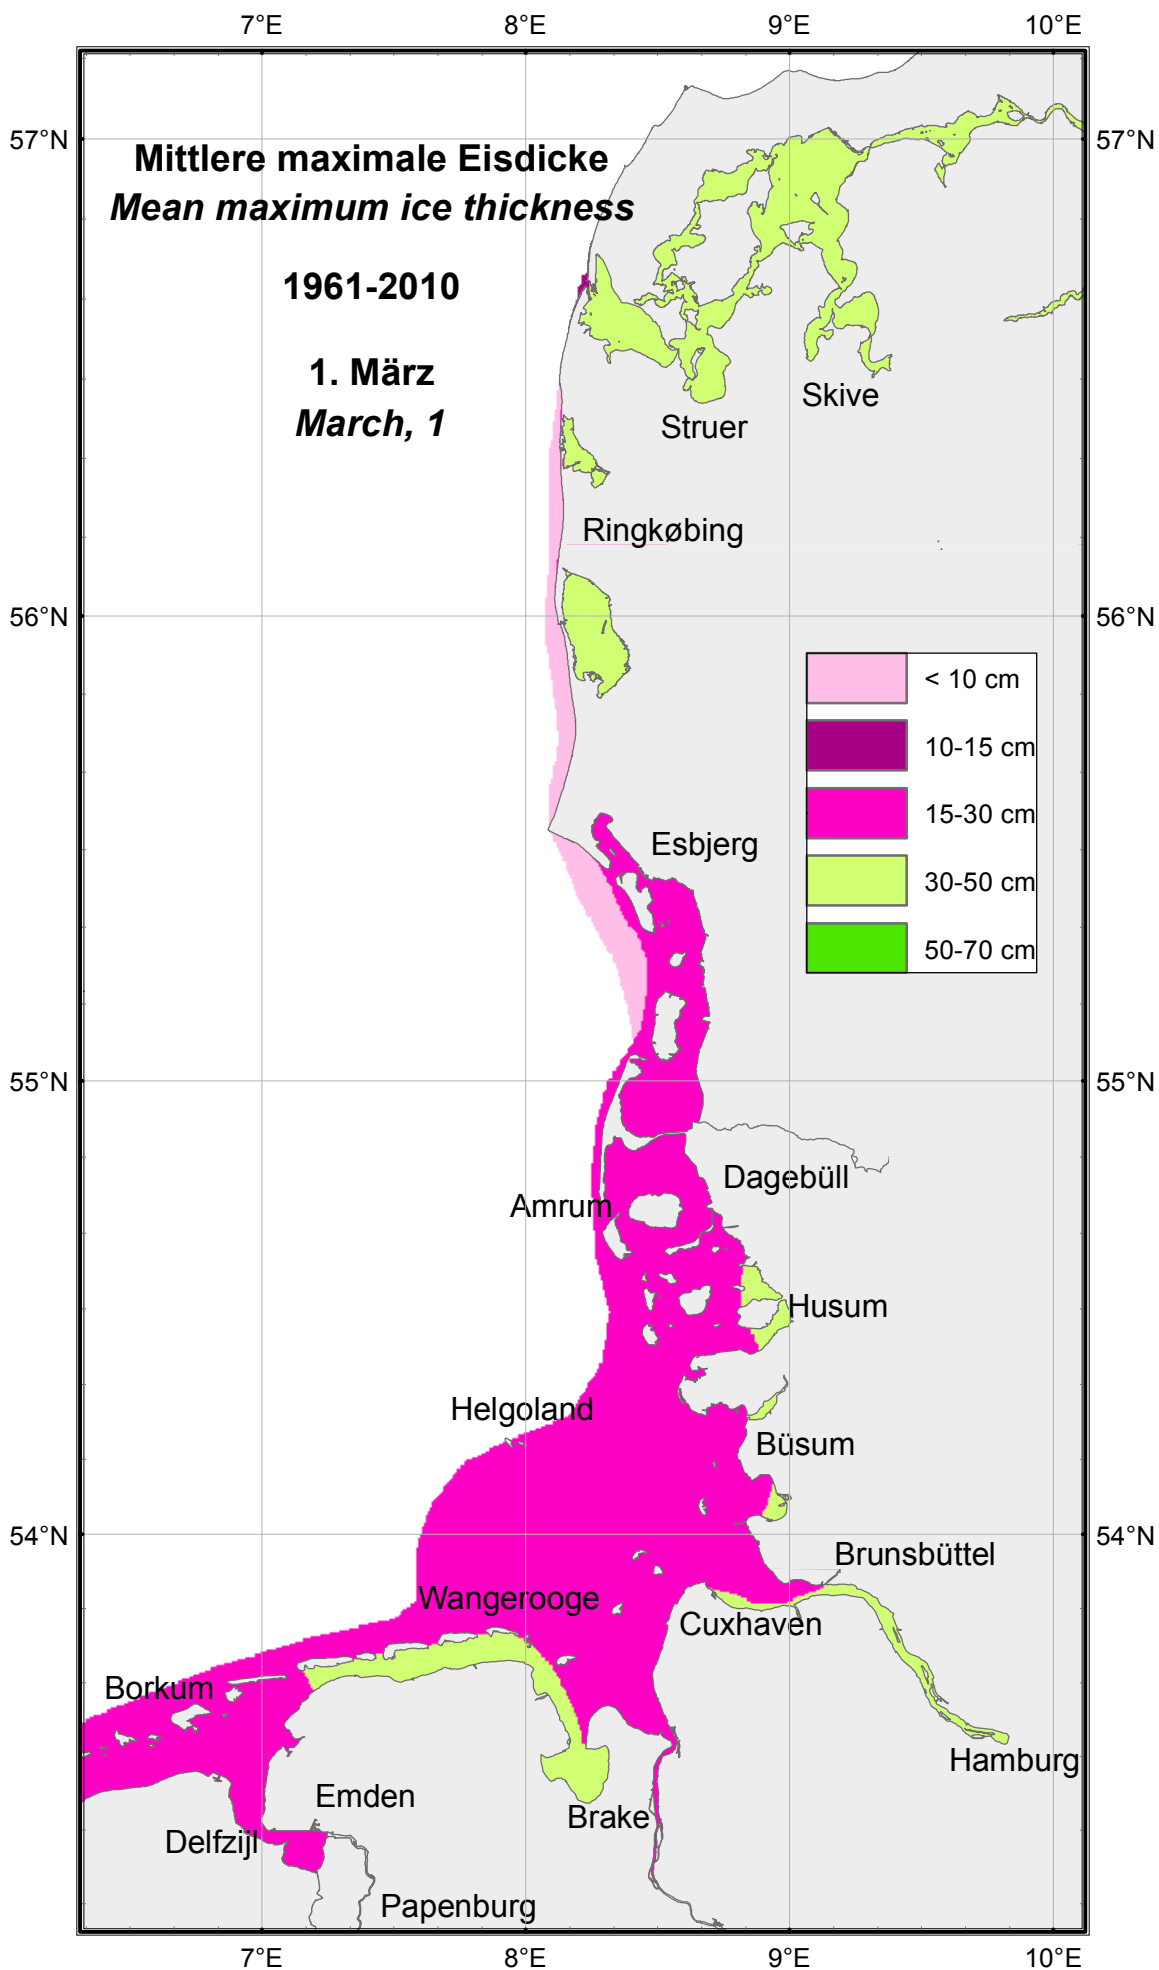 7°E 8°E 9°E 10°E
57°N 57°N
Mittlere maximale Eisdicke
Mean maximum ice thickness
1961-2010
1. März
March, 1
Skive
Struer
Ringkøbing
56°N 56°N
< 10 cm
10-15 cm
15-30 cm
30-50 cm
50-70 cm
Esbjerg
55°N 55°N
Dagebüll
Amrum
Husum
Helgoland
Büsum
54°N 54°N
Brunsbüttel
Wangerooge
Cuxhaven
Borkum
Hamburg
Emden
Brake
Delfzijl
Papenburg
7°E 8°E 9°E 10°E